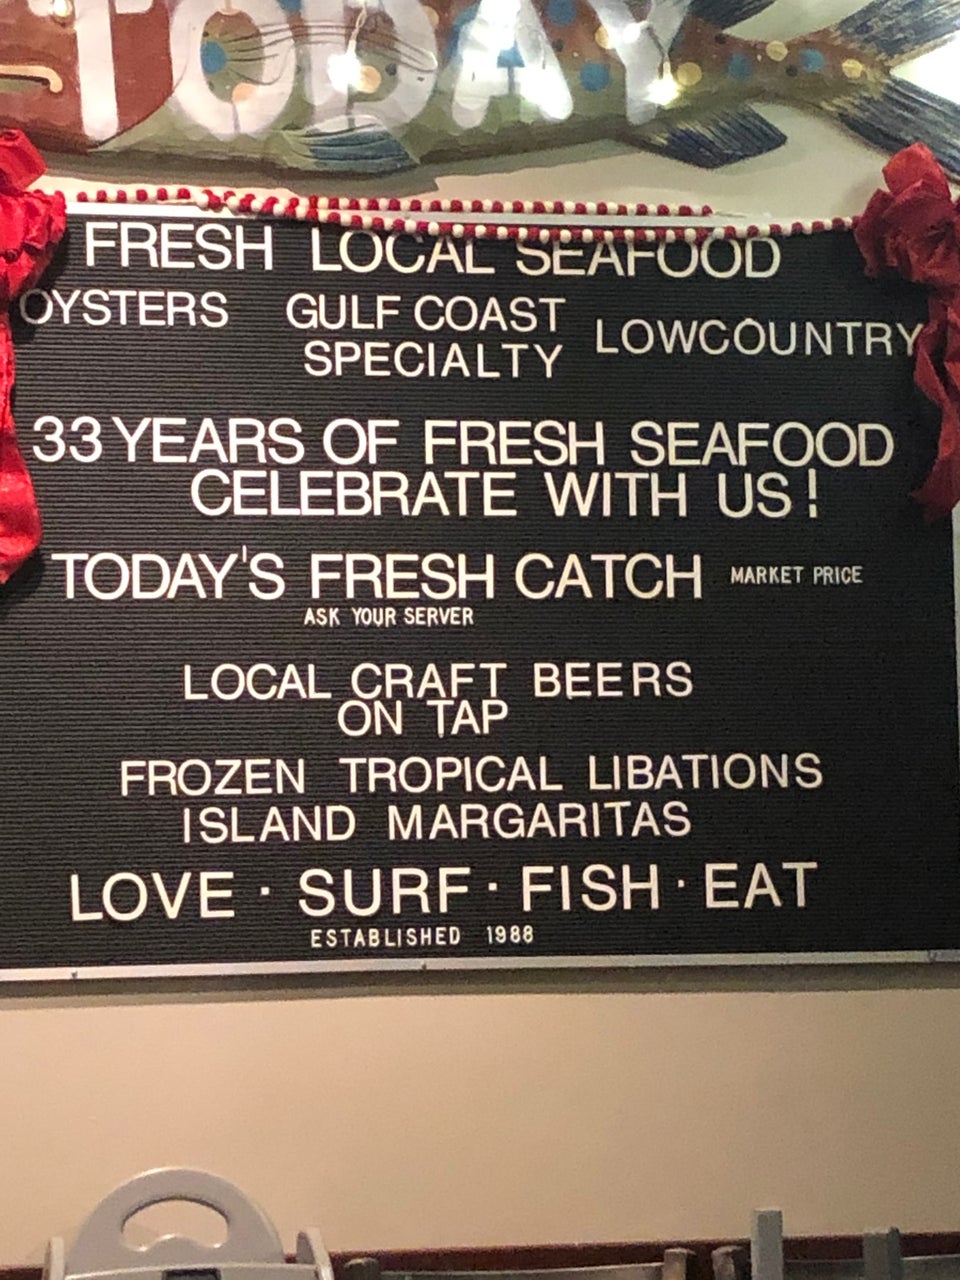 TODAY
FRESH LOCAL SEAFOOD
OYSTERS GULF COAST LOWCOUNTRY
SPECIALTY
33 YEARS OF FRESH SEAFOOD
CELEBRATE WITH US!
TODAY'S FRESH CATCH MARKET PRICE
ASK YOUR SERVER
LOCAL CRAFT BEERS
ON TAP
FROZEN TROPICAL LIBATIONS
ISLAND MARGARITAS
LOVE · SURF · FISH · EAT
ESTABLISHED 1988